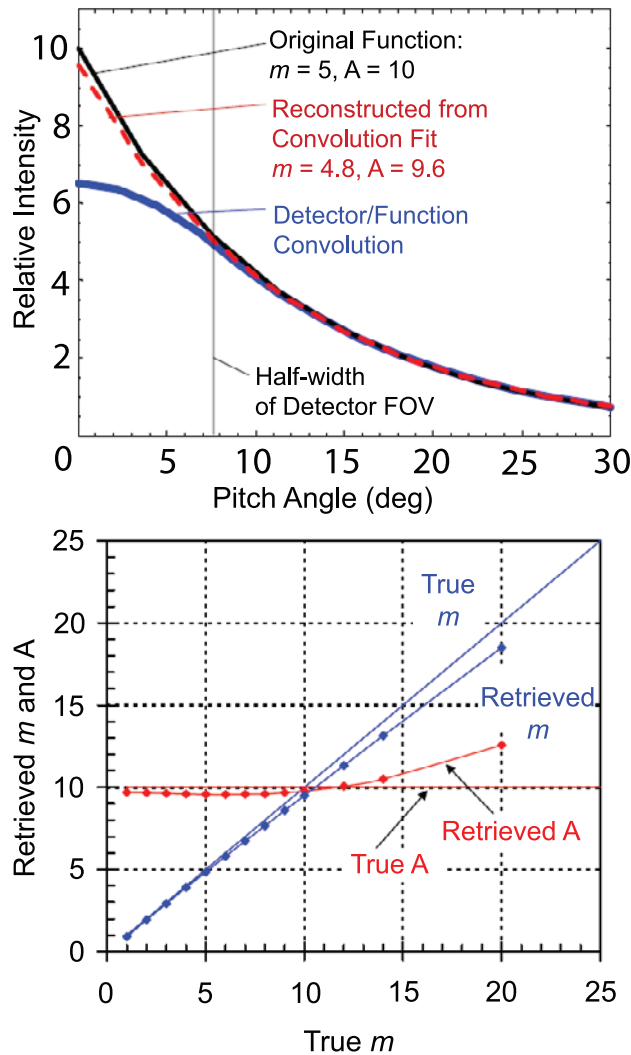 10
8
6
4
2
0
5
10
15
20
25
30
Relative Intensity
Pitch Angle (deg)
Original Function:
m = 5, A = 10
Reconstructed from
Convolution Fit
m = 4.8, A = 9.6
Detector/Function
Convolution
Half-width
of Detector FOV
25
20
15
10
5
0
0
5
10
15
20
25
Retrieved m and A
True m
True
m
Retrieved
m
Retrieved A
True A